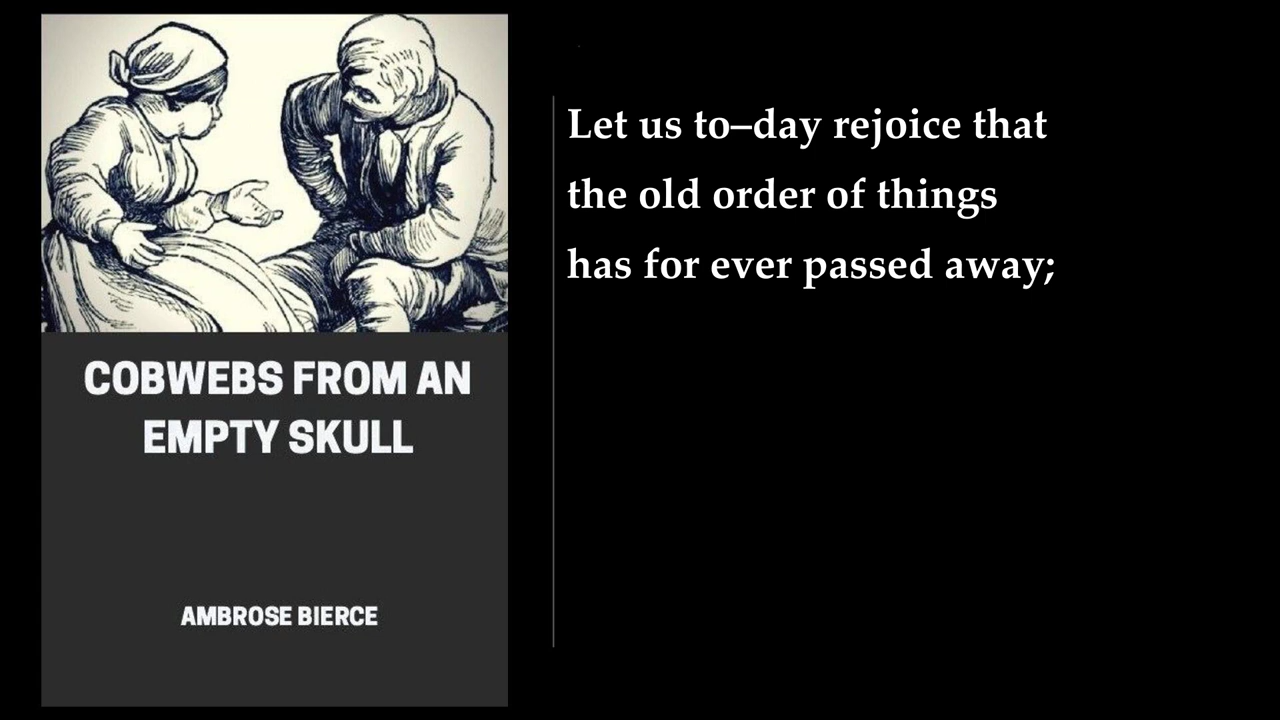 COBWEBS FROM AN
EMPTY SKULL
AMBROSE BIERCE
Let us to–day rejoice that
the old order of things
has for ever passed away;